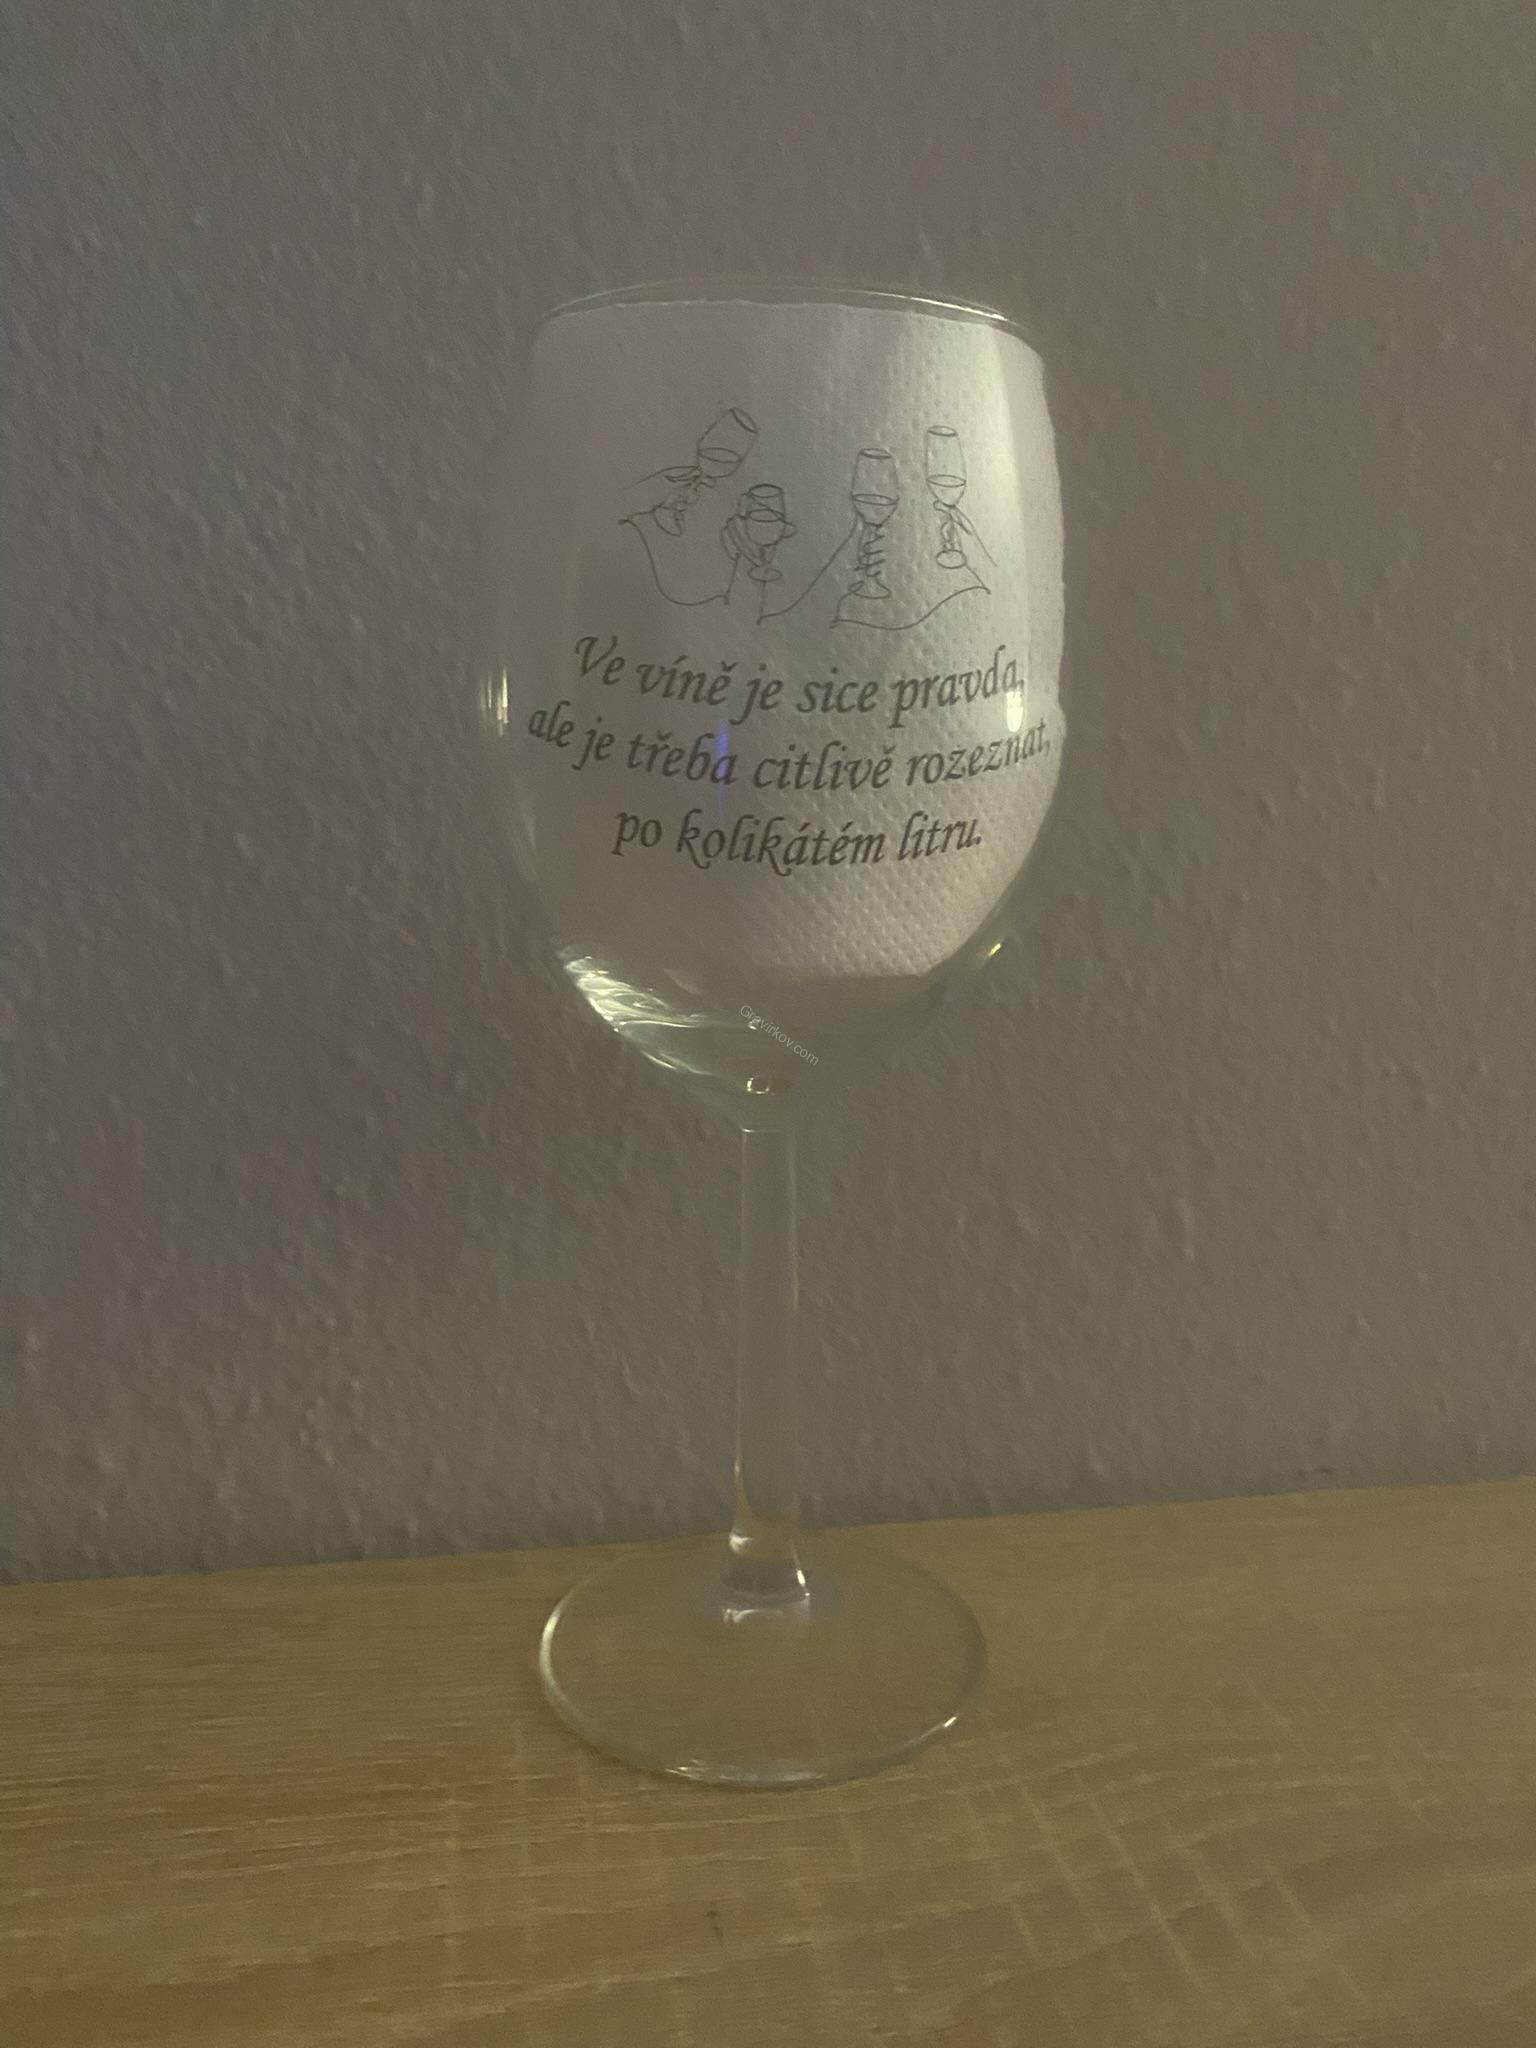 Ve víně je sice pravda,
ale je třeba citlivě rozeznat,
po kolikátém litru.
Gravírkov.com